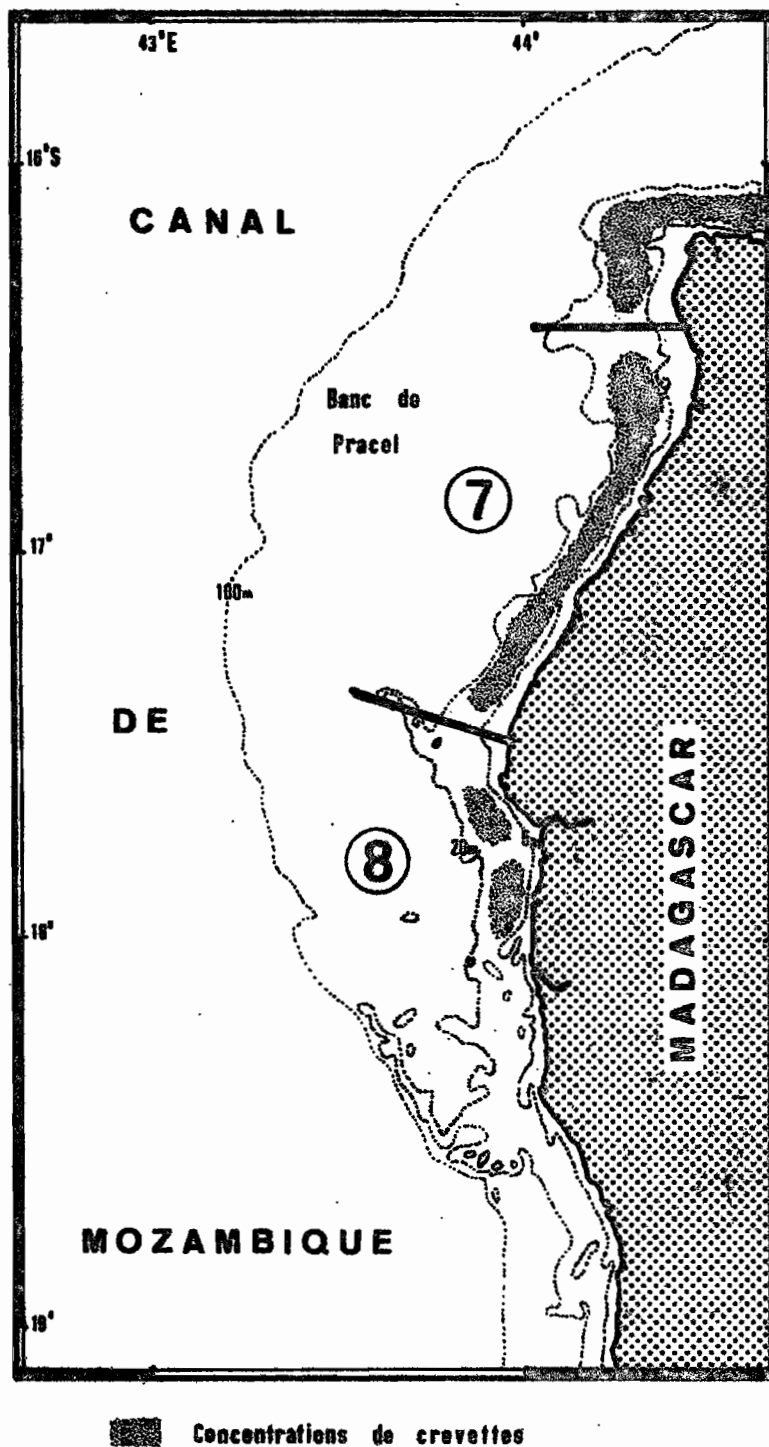 43°E 44°
16°S
CANAL
Banc de
Pracel
7
17°
100m
DE
MADAGASCAR
8
20m
18°
MOZAMBIQUE
19°
Concentrations de crevettes